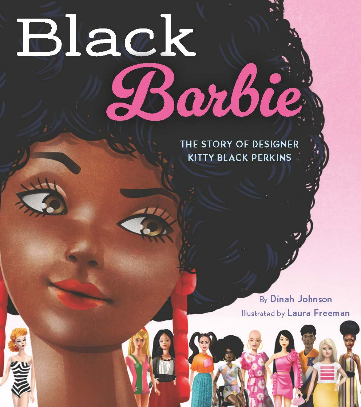 Black
Barbie
THE STORY OF DESIGNER
KITTY BLACK PERKINS
By Dinah Johnson
Illustrated by Laura Freeman